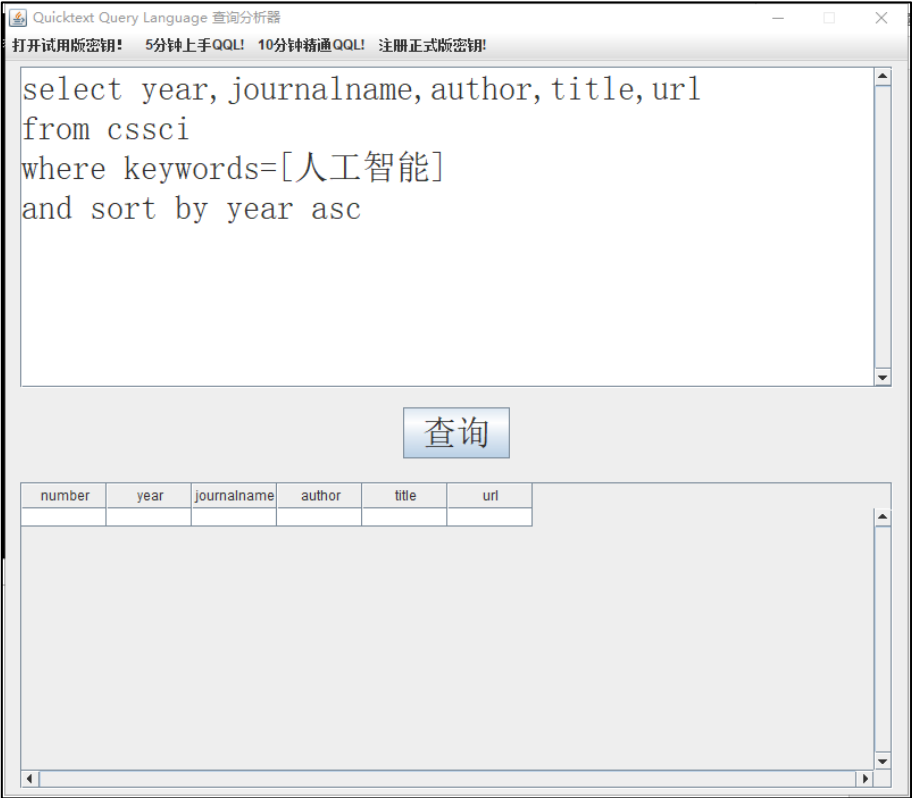 Quicktext Query Language 查询分析器
打开试用版密钥! 5分钟上手QQL! 10分钟精通QQL! 注册正式版密钥!
select year,journalname,author,title,url
from cssci
where keywords=[人工智能]
and sort by year asc
查询
number year journalname author title url